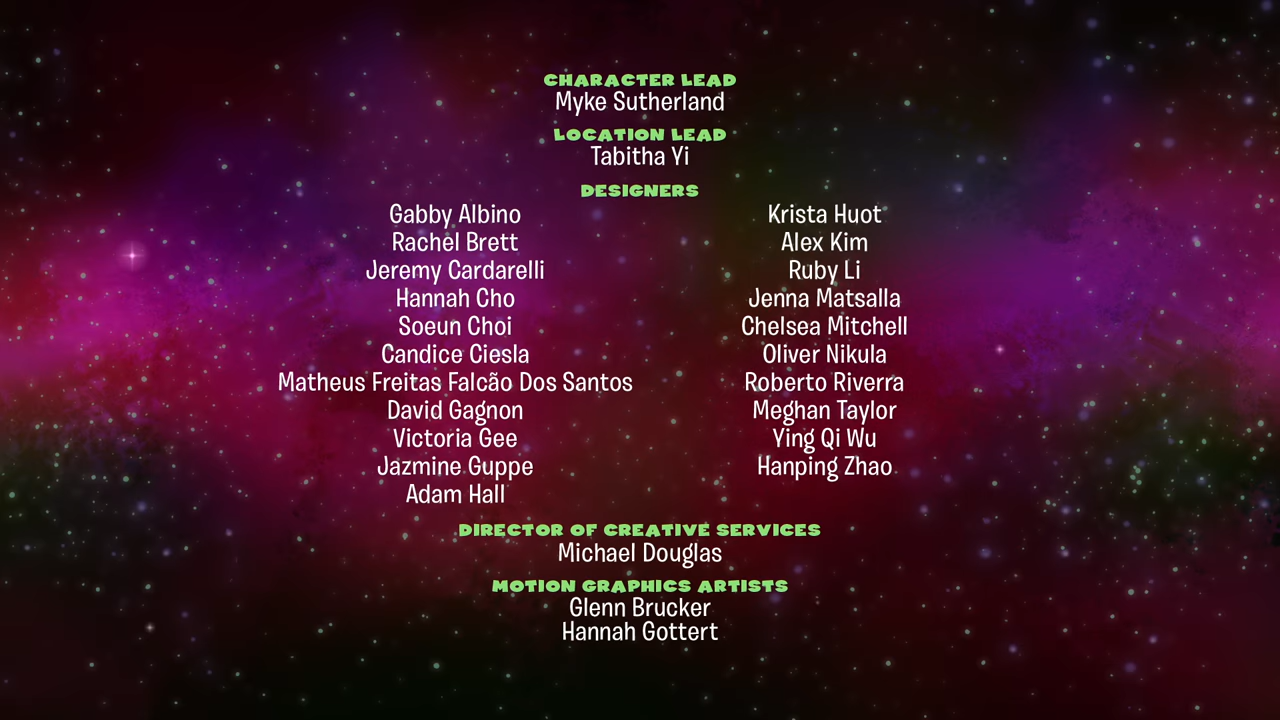 CHARACTER LEAD
Myke Sutherland
LOCATION LEAD
Tabitha Yi
DESIGNERS
Gabby Albino
Rachel Brett
Jeremy Cardarelli
Hannah Cho
Soeun Choi
Candice Ciesla
Matheus Freitas Falcão Dos Santos
David Gagnon
Victoria Gee
Jazmine Guppe
Adam Hall
Krista Huot
Alex Kim
Ruby Li
Jenna Matsalla
Chelsea Mitchell
Oliver Nikula
Roberto Riverra
Meghan Taylor
Ying Qi Wu
Hanping Zhao
DIRECTOR OF CREATIVE SERVICES
Michael Douglas
MOTION GRAPHICS ARTISTS
Glenn Brucker
Hannah Gottert